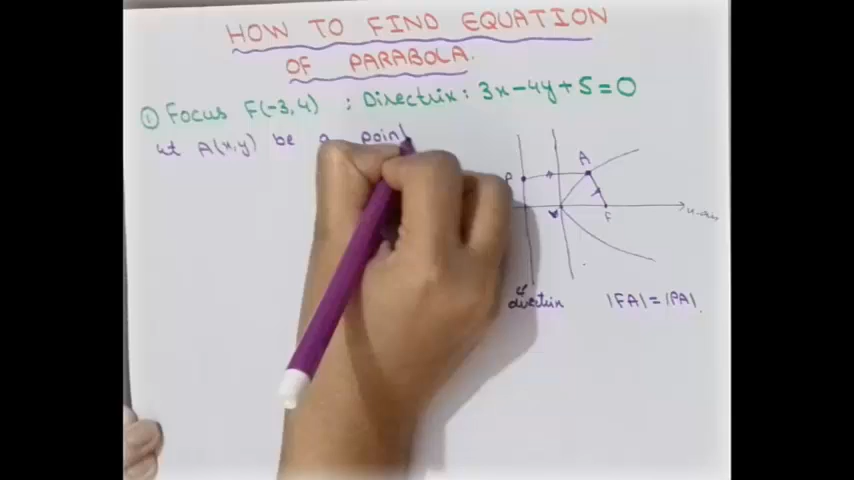 HOW TO FIND EQUATION
OF PARABOLA.
① Focus F(-3,4) ; Directrix: 3x-4y+5=0
let A(x,y) be a point
P
A
V
F
x-axis
directrix
|FA|=|PA|.